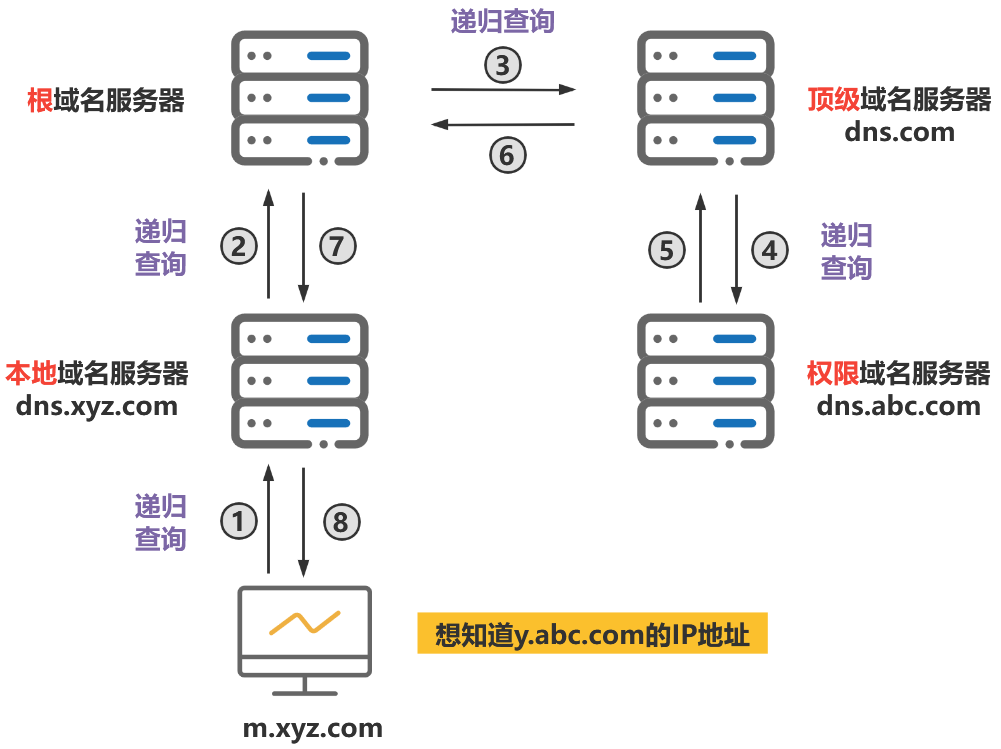 递归查询
③
根域名服务器
顶级域名服务器
dns.com
⑥
递归
查询
②
⑦
⑤
④
递归
查询
本地域名服务器
dns.xyz.com
权限域名服务器
dns.abc.com
递归
查询
①
⑧
想知道y.abc.com的IP地址
m.xyz.com